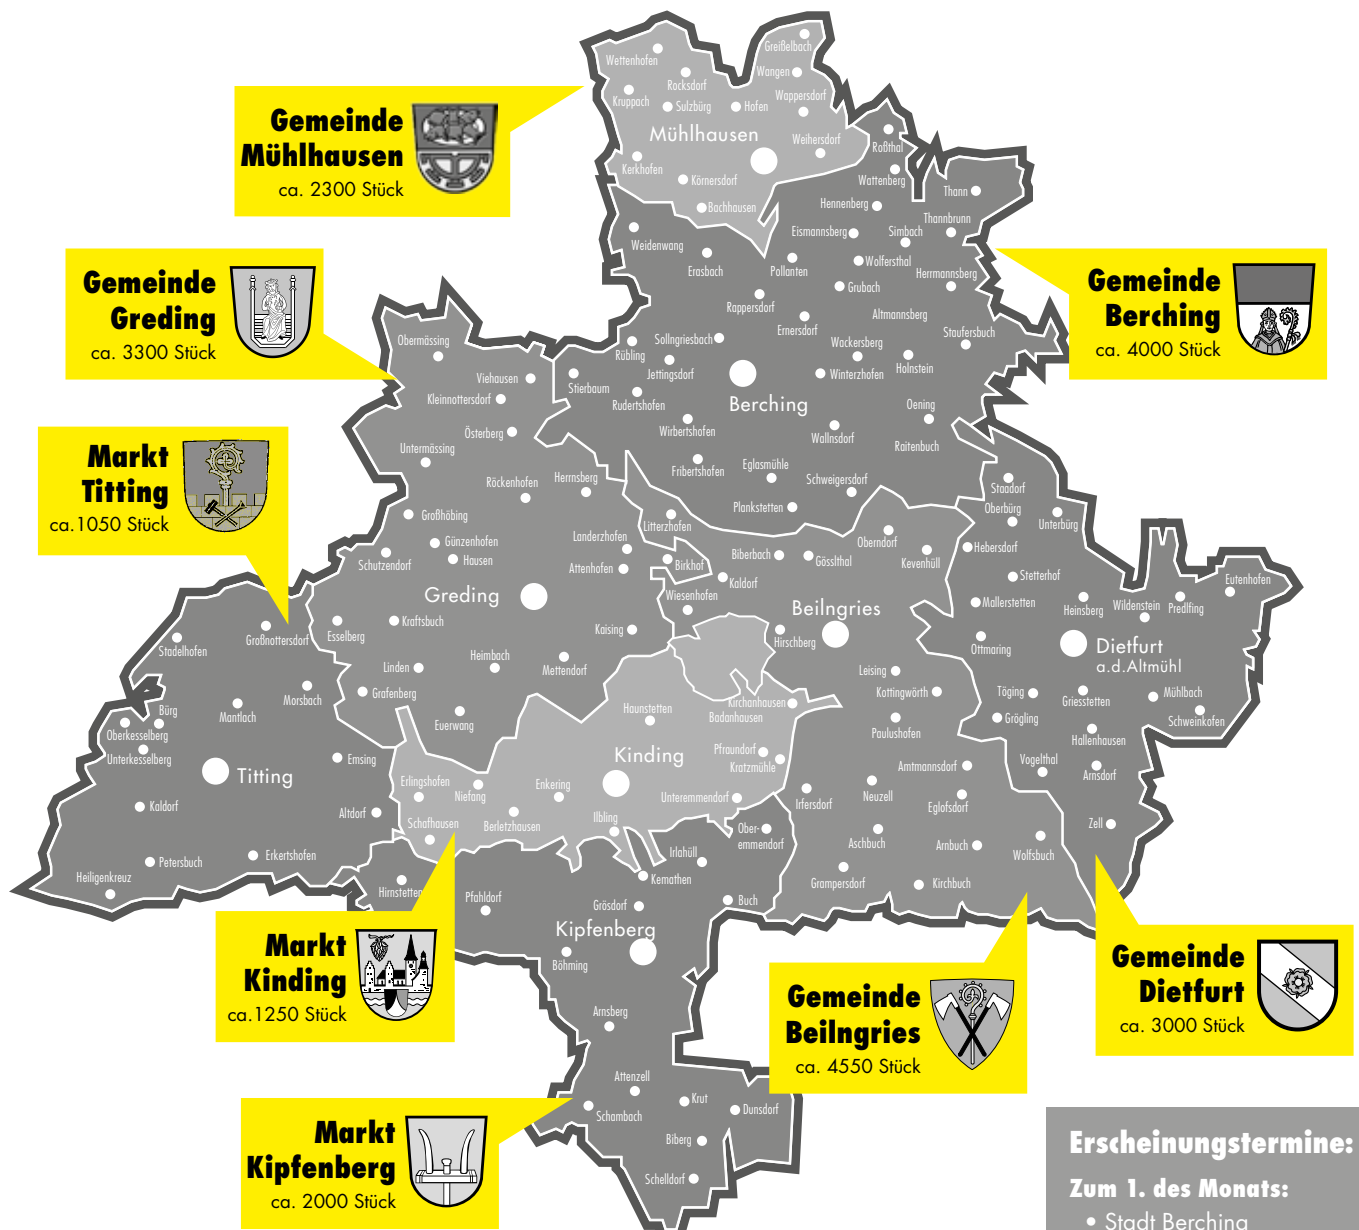 Gemeinde
Mühlhausen
ca. 2300 Stück
Gemeinde
Greding
ca. 3300 Stück
Markt
Titting
ca.1050 Stück
Gemeinde
Berching
ca. 4000 Stück
Greißelbach
Wettenhofen
Rocksdorf
Wangen
Kruppach
Sulzbürg
Hofen
Wappersdorf
Mühlhausen
Weihersdorf
Kerkhofen
Körnersdorf
Bachhausen
Roßthal
Wattenberg
Thann
Hennenberg
Thannbrunn
Weidenwang
Eismannsberg
Simbach
Erasbach
Pollanten
Wolfersthal
Herrmannsberg
Grubach
Rappersdorf
Altmannsberg
Ernersdorf
Staufersbuch
Sollngriesbach
Wackersberg
Rübling
Jettingsdorf
Holnstein
Stierbaum
Winterzhofen
Rudertshofen
Berching
Oening
Wirbertshofen
Wallnsdorf
Raitenbuch
Fribertshofen
Eglasmühle
Schweigersdorf
Plankstetten
Obermässing
Viehausen
Kleinnottersdorf
Österberg
Untermässing
Röckenhofen
Herrnsberg
Großhöbing
Günzenhofen
Landerzhofen
Schutzendorf
Hausen
Attenhofen
Greding
Kraftsbuch
Esselberg
Kaising
Linden
Heimbach
Mettendorf
Grafenberg
Euerwang
Litterzhofen
Birkhof
Biberbach
Gösslthal
Oberndorf
Kevenhüll
Kaldorf
Wiesenhofen
Beilngries
Hirschberg
Leising
Kottingwörth
Paulushofen
Amtmannsdorf
Neuzell
Irfersdorf
Eglofsdorf
Aschbuch
Arnbuch
Wolfsbuch
Grampersdorf
Kirchbuch
Staadorf
Oberbürg
Unterbürg
Hebersdorf
Stetterhof
Eutenhofen
Mallerstetten
Heinsberg
Wildenstein
Predlfing
Ottmaring
Dietfurt
a.d.Altmühl
Töging
Griesstetten
Mühlbach
Grögling
Schweinkofen
Hallenhausen
Vogelthal
Arnsdorf
Zell
Großnottersdorf
Stadelhofen
Morsbach
Mantlach
Bürg
Oberkesselberg
Unterkesselberg
Emsing
Titting
Kaldorf
Altdorf
Petersbuch
Erkertshofen
Heiligenkreuz
Kirchanhausen
Haunstetten
Badanhausen
Kinding
Pfraundorf
Kratzmühle
Erlingshofen
Niefang
Enkering
Unteremmendorf
Schafhausen
Berletzhausen
Ilbling
Ober-
emmendorf
Irlahüll
Kemathen
Hirnstetten
Pfahldorf
Buch
Grösdorf
Kipfenberg
Böhming
Arnsberg
Attenzell
Krut
Schambach
Dunsdorf
Biberg
Schelldorf
Markt
Kinding
ca.1250 Stück
Gemeinde
Beilngries
ca. 4550 Stück
Gemeinde
Dietfurt
ca. 3000 Stück
Markt
Kipfenberg
ca. 2000 Stück
Erscheinungstermine:
Zum 1. des Monats:
• Stadt Berching